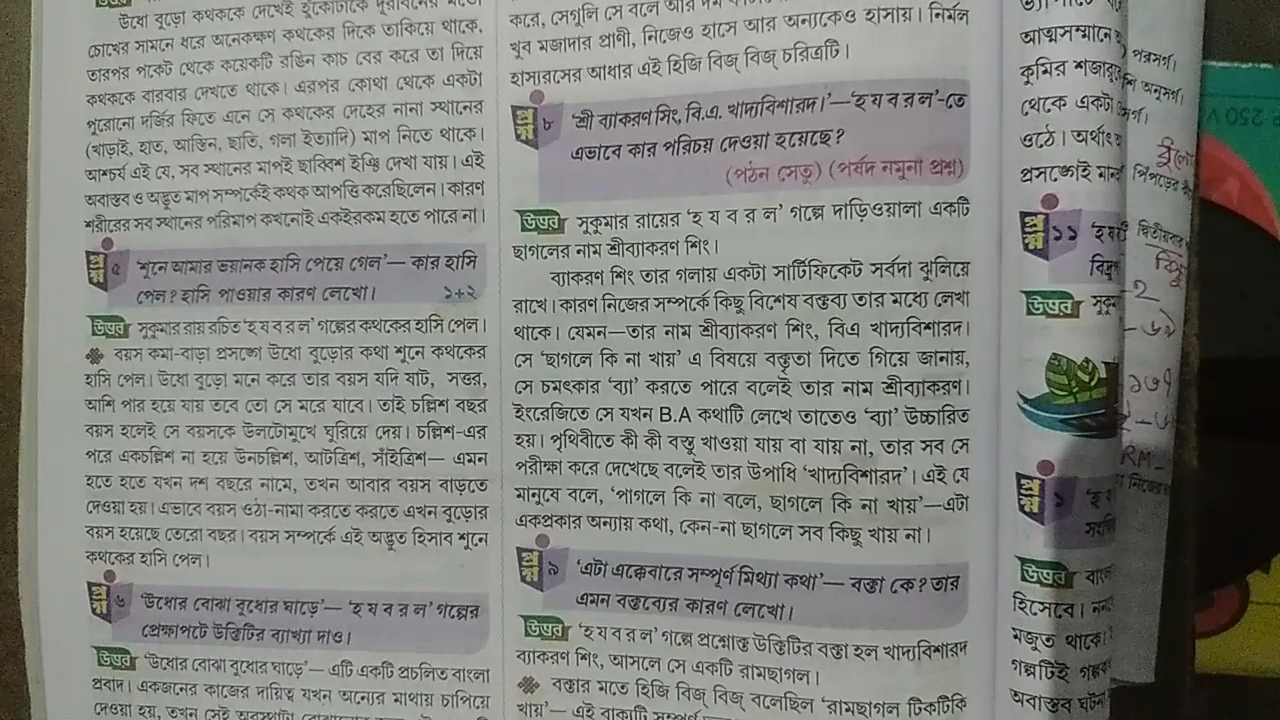 উধো বুড়ো কথককে দেখেই হুঁকোটাকে দূরবীনের মতো
চোখের সামনে ধরে অনেকক্ষণ কথকের দিকে তাকিয়ে থাকে,
তারপর পকেট থেকে কয়েকটি রঙিন কাচ বের করে তা দিয়ে
কথককে বারবার দেখতে থাকে। এরপর কোথা থেকে একটা
পুরোনো দর্জির ফিতে এনে সে কথকের দেহের নানা স্থানের
(খাড়াই, হাত, আস্তিন, ছাতি, গলা ইত্যাদি) মাপ নিতে থাকে।
আশ্চর্য এই যে, সব স্থানের মাপই ছাব্বিশ ইঞ্চি দেখা যায়। এই
অবাস্তব ও অদ্ভুত মাপ সম্পর্কেই কথক আপত্তি করেছিলেন। কারণ
শরীরের সব স্থানের পরিমাপ কখনোই একইরকম হতে পারে না।
প্রশ্ন ৫ 'শুনে আমার ভয়ানক হাসি পেয়ে গেল'— কার হাসি
পেল? হাসি পাওয়ার কারণ লেখো। ১+২
উত্তর সুকুমার রায় রচিত 'হ য ব র ল' গল্পের কথকের হাসি পেল।
বয়স কমা-বাড়া প্রসঙ্গে উধো বুড়োর কথা শুনে কথকের
হাসি পেল। উধো বুড়ো মনে করে তার বয়স যদি ষাট, সত্তর,
আশি পার হয়ে যায় তবে তো সে মরে যাবে। তাই চল্লিশ বছর
বয়স হলেই সে বয়সকে উলটোমুখে ঘুরিয়ে দেয়। চল্লিশ-এর
পরে একচল্লিশ না হয়ে উনচল্লিশ, আটত্রিশ, সাঁইত্রিশ— এমন
হতে হতে যখন দশ বছরে নামে, তখন আবার বয়স বাড়তে
দেওয়া হয়। এভাবে বয়স ওঠা-নামা করতে করতে এখন বুড়োর
বয়স হয়েছে তেরো বছর। বয়স সম্পর্কে এই অদ্ভুত হিসাব শুনে
কথকের হাসি পেল।
প্রশ্ন ৬ 'উধোর বোঝা বুধোর ঘাড়ে'— 'হ য ব র ল' গল্পের
প্রেক্ষাপটে উক্তিটির ব্যাখ্যা দাও।
উত্তর 'উধোর বোঝা বুধোর ঘাড়ে'— এটি একটি প্রচলিত বাংলা
প্রবাদ। একজনের কাজের দায়িত্ব যখন অন্যের মাথায় চাপিয়ে
দেওয়া হয়, তখন সেই
করে, সেগুলি সে বলে আর
খুব মজাদার প্রাণী, নিজেও হাসে আর অন্যকেও হাসায়। নির্মল
হাস্যরসের আধার এই হিজি বিজ্ বিজ্ চরিত্রটি।
প্রশ্ন ৮ 'শ্রী ব্যাকরণ সিং, বি.এ. খাদ্যবিশারদ।'—'হ য ব র ল'-তে
এভাবে কার পরিচয় দেওয়া হয়েছে?
(পঠন সেতু) (পর্ষদ নমুনা প্রশ্ন)
উত্তর সুকুমার রায়ের 'হ য ব র ল' গল্পে দাড়িওয়ালা একটি
ছাগলের নাম শ্রীব্যাকরণ শিং।
ব্যাকরণ শিং তার গলায় একটা সার্টিফিকেট সর্বদা ঝুলিয়ে
রাখে। কারণ নিজের সম্পর্কে কিছু বিশেষ বক্তব্য তার মধ্যে লেখা
থাকে। যেমন—তার নাম শ্রীব্যাকরণ শিং, বিএ খাদ্যবিশারদ।
সে 'ছাগলে কি না খায়' এ বিষয়ে বক্তৃতা দিতে গিয়ে জানায়,
সে চমৎকার 'ব্যা' করতে পারে বলেই তার নাম শ্রীব্যাকরণ।
ইংরেজিতে সে যখন B.A কথাটি লেখে তাতেও 'ব্যা' উচ্চারিত
হয়। পৃথিবীতে কী কী বস্তু খাওয়া যায় বা যায় না, তার সব সে
পরীক্ষা করে দেখেছে বলেই তার উপাধি 'খাদ্যবিশারদ'। এই যে
মানুষে বলে, 'পাগলে কি না বলে, ছাগলে কি না খায়'—এটা
একপ্রকার অন্যায় কথা, কেন-না ছাগলে সব কিছু খায় না।
প্রশ্ন ৯ 'এটা এক্কেবারে সম্পূর্ণ মিথ্যা কথা'— বক্তা কে? তার
এমন বক্তব্যের কারণ লেখো।
উত্তর 'হ য ব র ল' গল্পে প্রশ্নোক্ত উক্তিটির বক্তা হল খাদ্যবিশারদ
ব্যাকরণ শিং, আসলে সে একটি রামছাগল।
বক্তার মতে হিজি বিজ্ বিজ্ বলেছিল 'রামছাগল টিকটিকি
খায়'— এই বাক্যটি
আত্মসম্মানে
কুমির শজারু
থেকে একটা
ওঠে। অর্থাৎ
প্রসঙ্গেই
প্রশ্ন ১১ 'হ য
উত্তর সুকু
প্রশ্ন ১ 'হ য
উত্তর বাংলা
হিসেবে।
মজুত থাকে।
গল্পটিই গল্প
অবাস্তব ঘটনা
পরসর্গ।
অনুসর্গ।
পিঁপড়ের
দ্বিতীয়বার
250 V